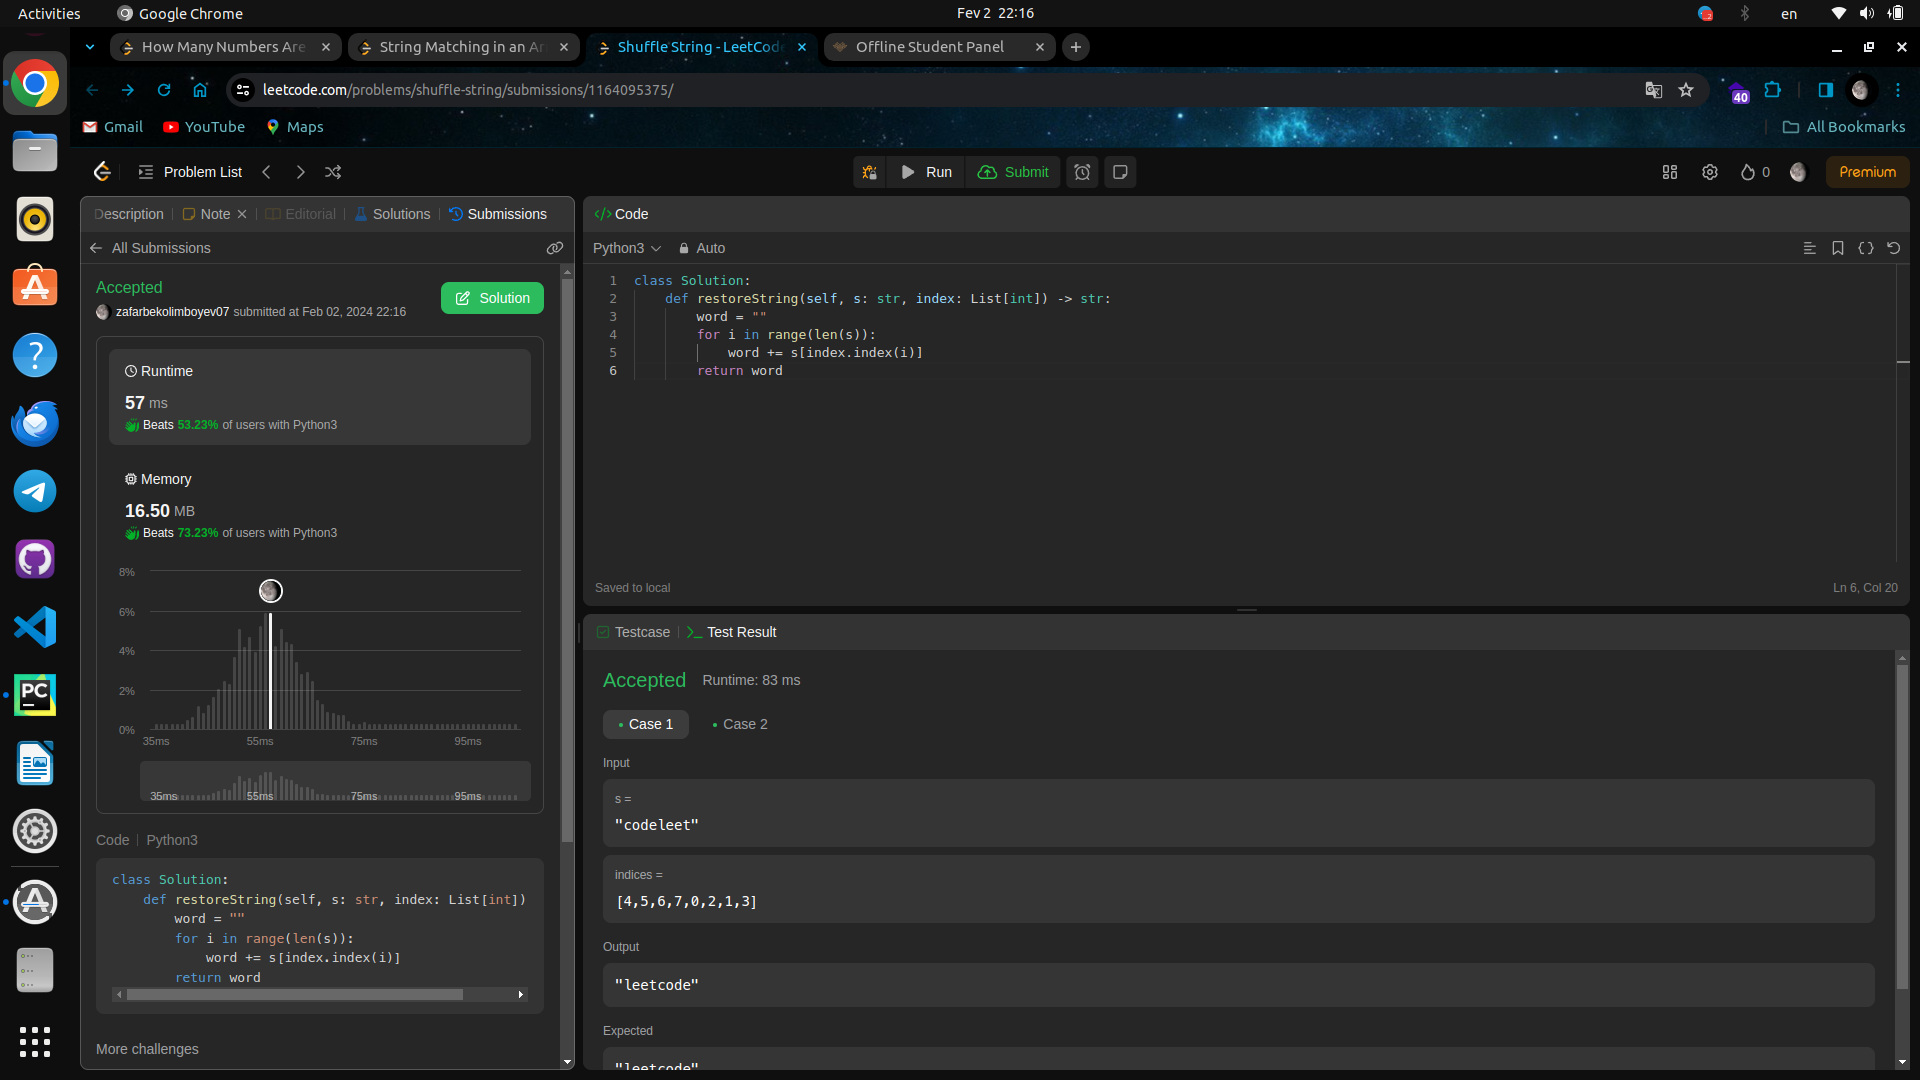 Activities
Google Chrome
Fev 2 22:16
en
How Many Numbers Are
String Matching in an Ar
Shuffle String - LeetCode
Offline Student Panel
leetcode.com/problems/shuffle-string/submissions/1164095375/
40
Gmail
YouTube
Maps
All Bookmarks
Problem List
Run
Submit
0
Premium
Description
Note
Editorial
Solutions
Submissions
All Submissions
Accepted
zafarbekolimboyev07 submitted at Feb 02, 2024 22:16
Solution
Runtime
57 ms
Beats 53.23% of users with Python3
Memory
16.50 MB
Beats 73.23% of users with Python3
8%
6%
4%
2%
0%
35ms 55ms 75ms 95ms
35ms 55ms 75ms 95ms
Code | Python3
class Solution:
    def restoreString(self, s: str, index: List[int])
        word = ""
        for i in range(len(s)):
            word += s[index.index(i)]
        return word
More challenges
Code
Python3
Auto
1 class Solution:
2     def restoreString(self, s: str, index: List[int]) -> str:
3         word = ""
4         for i in range(len(s)):
5             word += s[index.index(i)]
6         return word
Saved to local
Ln 6, Col 20
Testcase
Test Result
Accepted
Runtime: 83 ms
Case 1
Case 2
Input
s =
"codeleet"
indices =
[4,5,6,7,0,2,1,3]
Output
"leetcode"
Expected
"leetcode"
PC